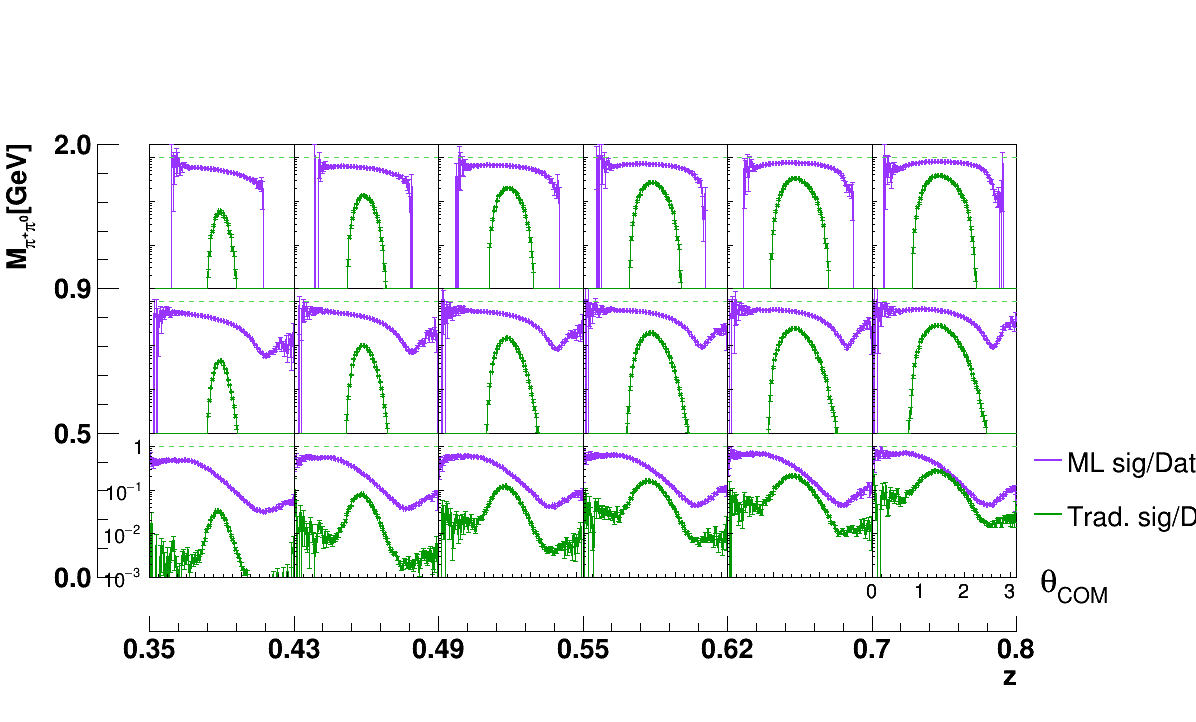 M_{π⁺π⁰}[GeV]
2.0
0.9
0.5
0.0
1
10⁻¹
10⁻²
10⁻³
ML sig/Dat
Trad. sig/D
0 1 2 3
θ_{COM}
0.35 0.43 0.49 0.55 0.62 0.7 0.8
z